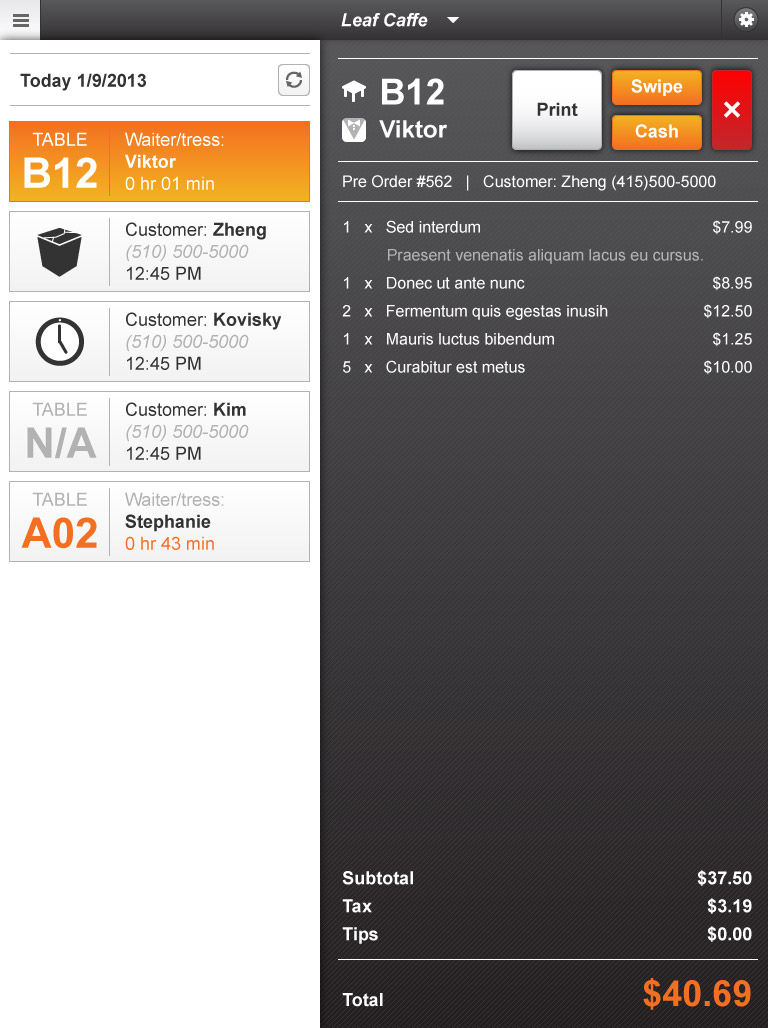 Leaf Caffe
Today 1/9/2013
TABLE
B12
Waiter/tress:
Viktor
0 hr 01 min
Customer: Zheng
(510) 500-5000
12:45 PM
Customer: Kovisky
(510) 500-5000
12:45 PM
TABLE
N/A
Customer: Kim
(510) 500-5000
12:45 PM
TABLE
A02
Waiter/tress:
Stephanie
0 hr 43 min
B12
Viktor
Print
Swipe
Cash
Pre Order #562 | Customer: Zheng (415)500-5000
1 x Sed interdum $7.99
Praesent venenatis aliquam lacus eu cursus.
1 x Donec ut ante nunc $8.95
2 x Fermentum quis egestas inusih $12.50
1 x Mauris luctus bibendum $1.25
5 x Curabitur est metus $10.00
Subtotal $37.50
Tax $3.19
Tips $0.00
Total $40.69